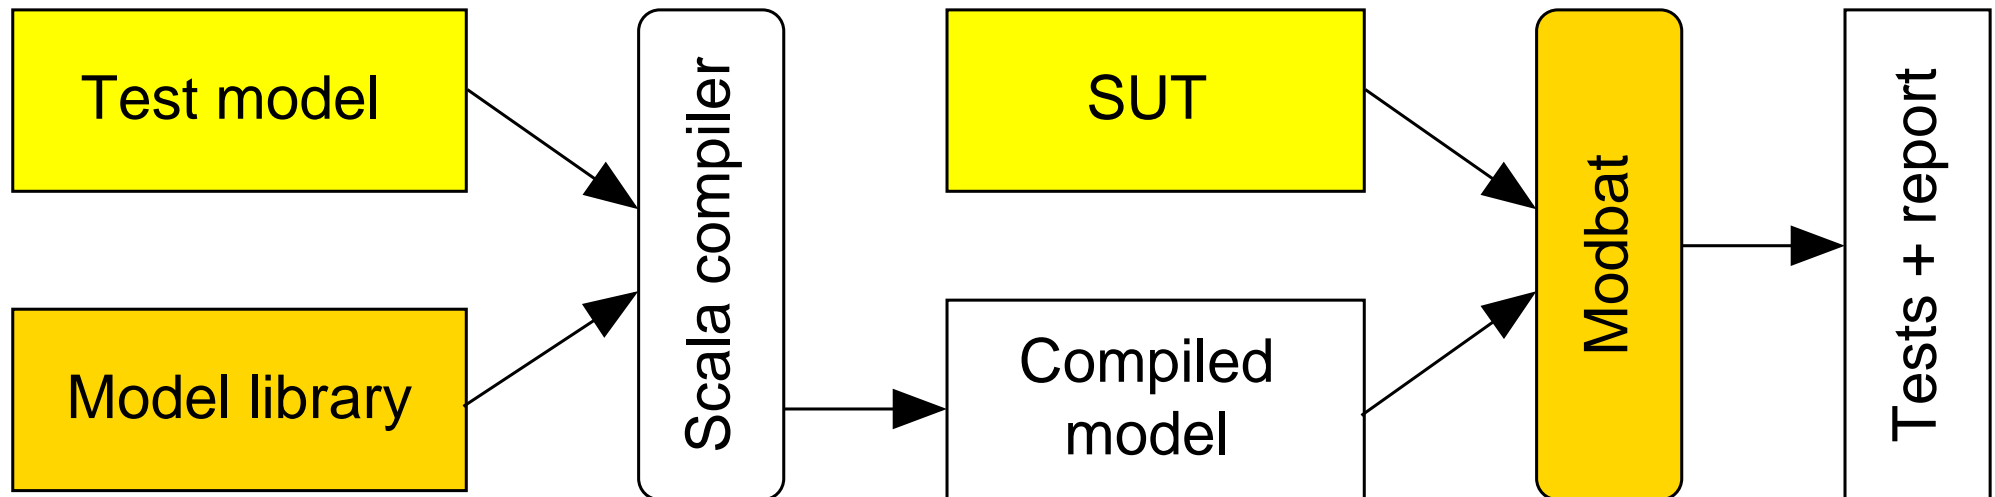 Test model
Model library
Scala compiler
SUT
Compiled
model
Modbat
Tests + report